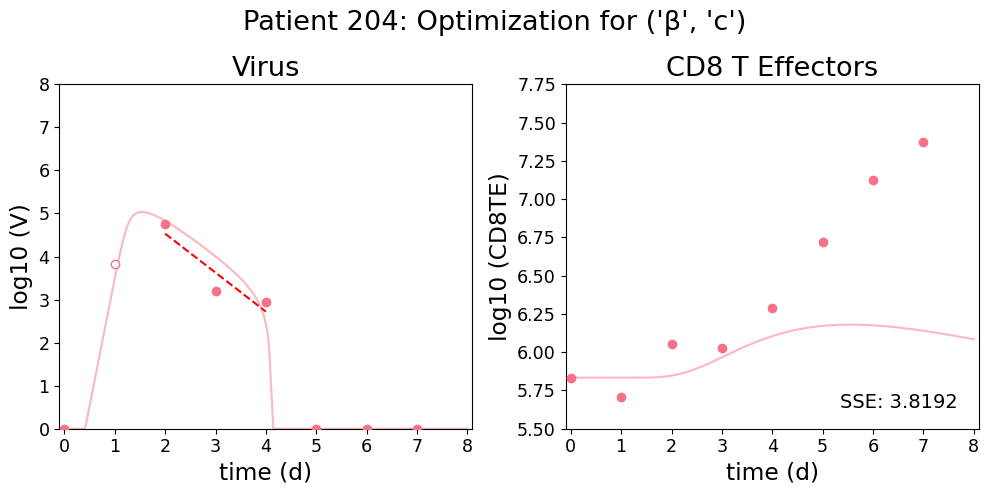 Patient 204: Optimization for ('β', 'c')
Virus
CD8 T Effectors
log10 (V)
8
7
6
5
4
3
2
1
0
0 1 2 3 4 5 6 7 8
time (d)
log10 (CD8TE)
7.75
7.50
7.25
7.00
6.75
6.50
6.25
6.00
5.75
5.50
SSE: 3.8192
0 1 2 3 4 5 6 7 8
time (d)